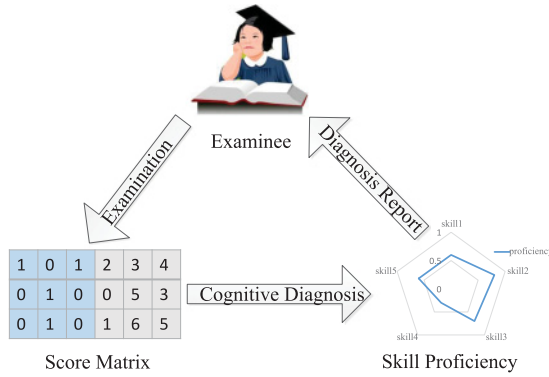 Examinee
Examination
Diagnosis Report
1 0 1 2 3 4
0 1 0 0 5 3
0 1 0 1 6 5
Score Matrix
Cognitive Diagnosis
skill1
1
proficiency
0.5
skill5
skill2
0
skill4
skill3
Skill Proficiency